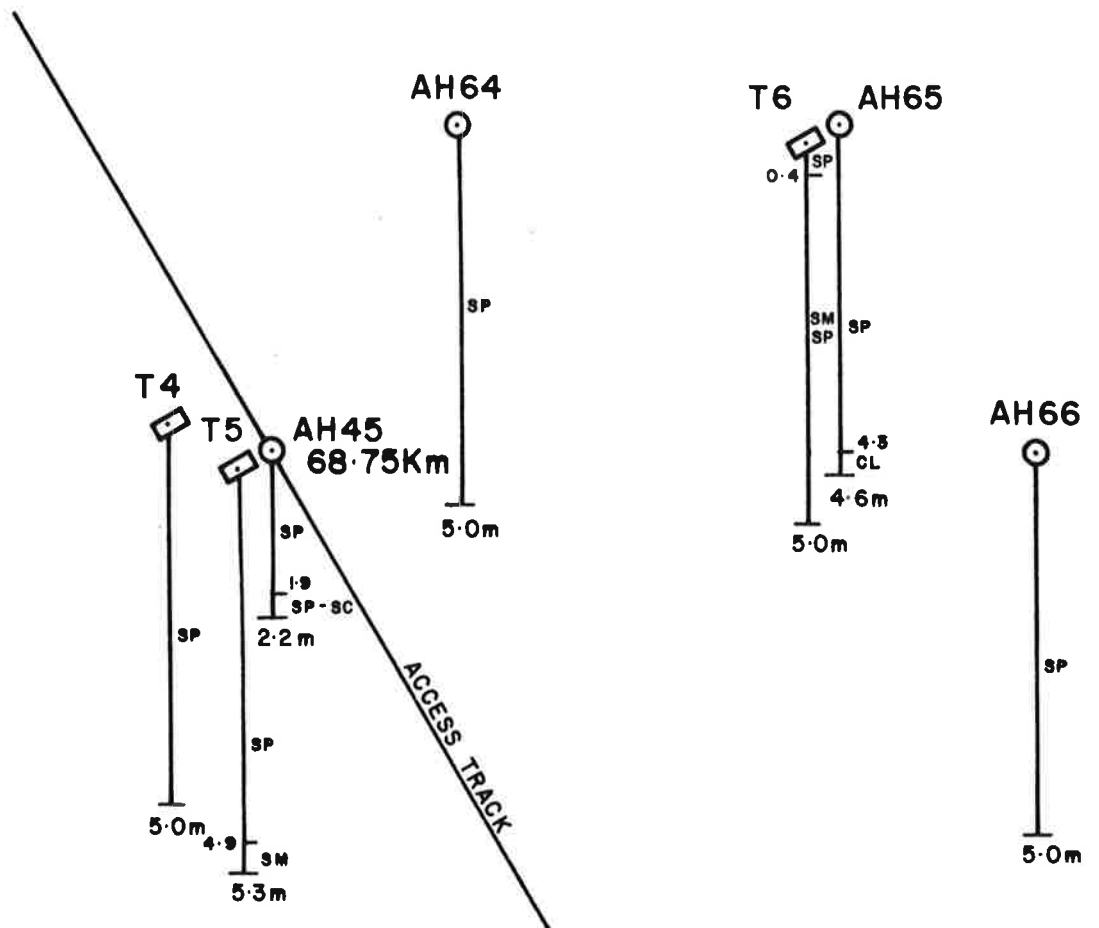 AH64
SP
5·0m
T6
AH65
SP
0·4
SM
SP
SP
4·3
CL
4·6m
5·0m
AH66
SP
5·0m
T4
SP
5·0m
T5
SP
4·9
SM
5·3m
AH45
68·75Km
SP
1·9
SP-SC
2·2m
ACCESS TRACK